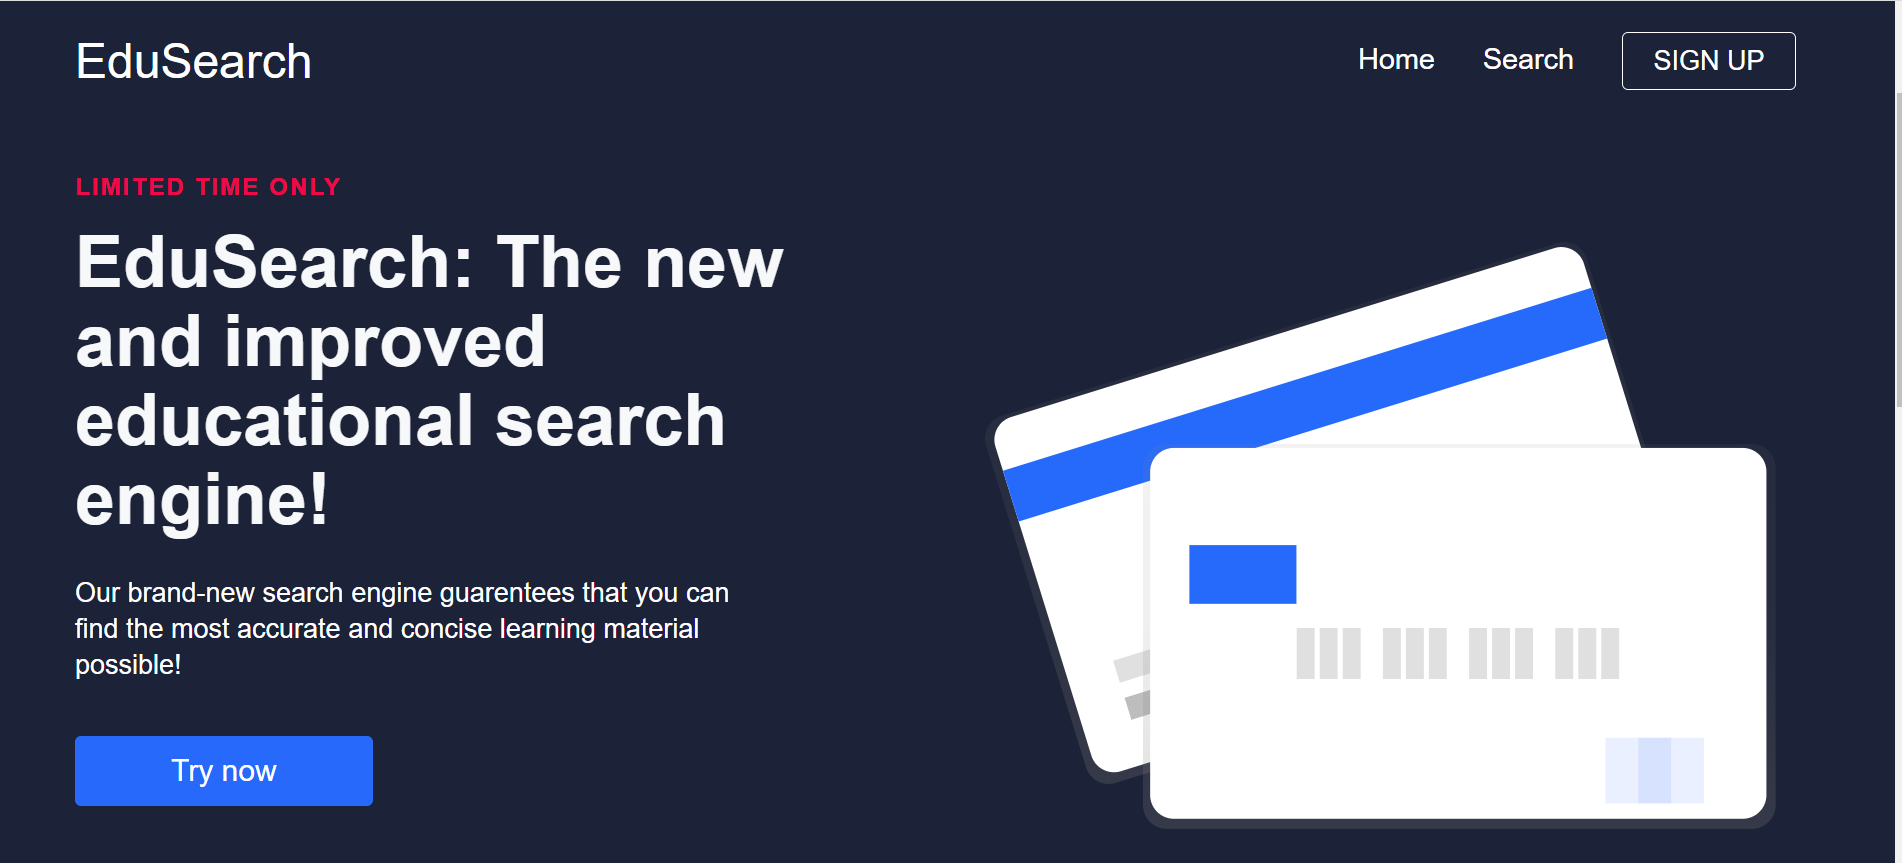 EduSearch
Home
Search
SIGN UP
LIMITED TIME ONLY
EduSearch: The new
and improved
educational search
engine!
Our brand-new search engine guarentees that you can
find the most accurate and concise learning material
possible!
Try now